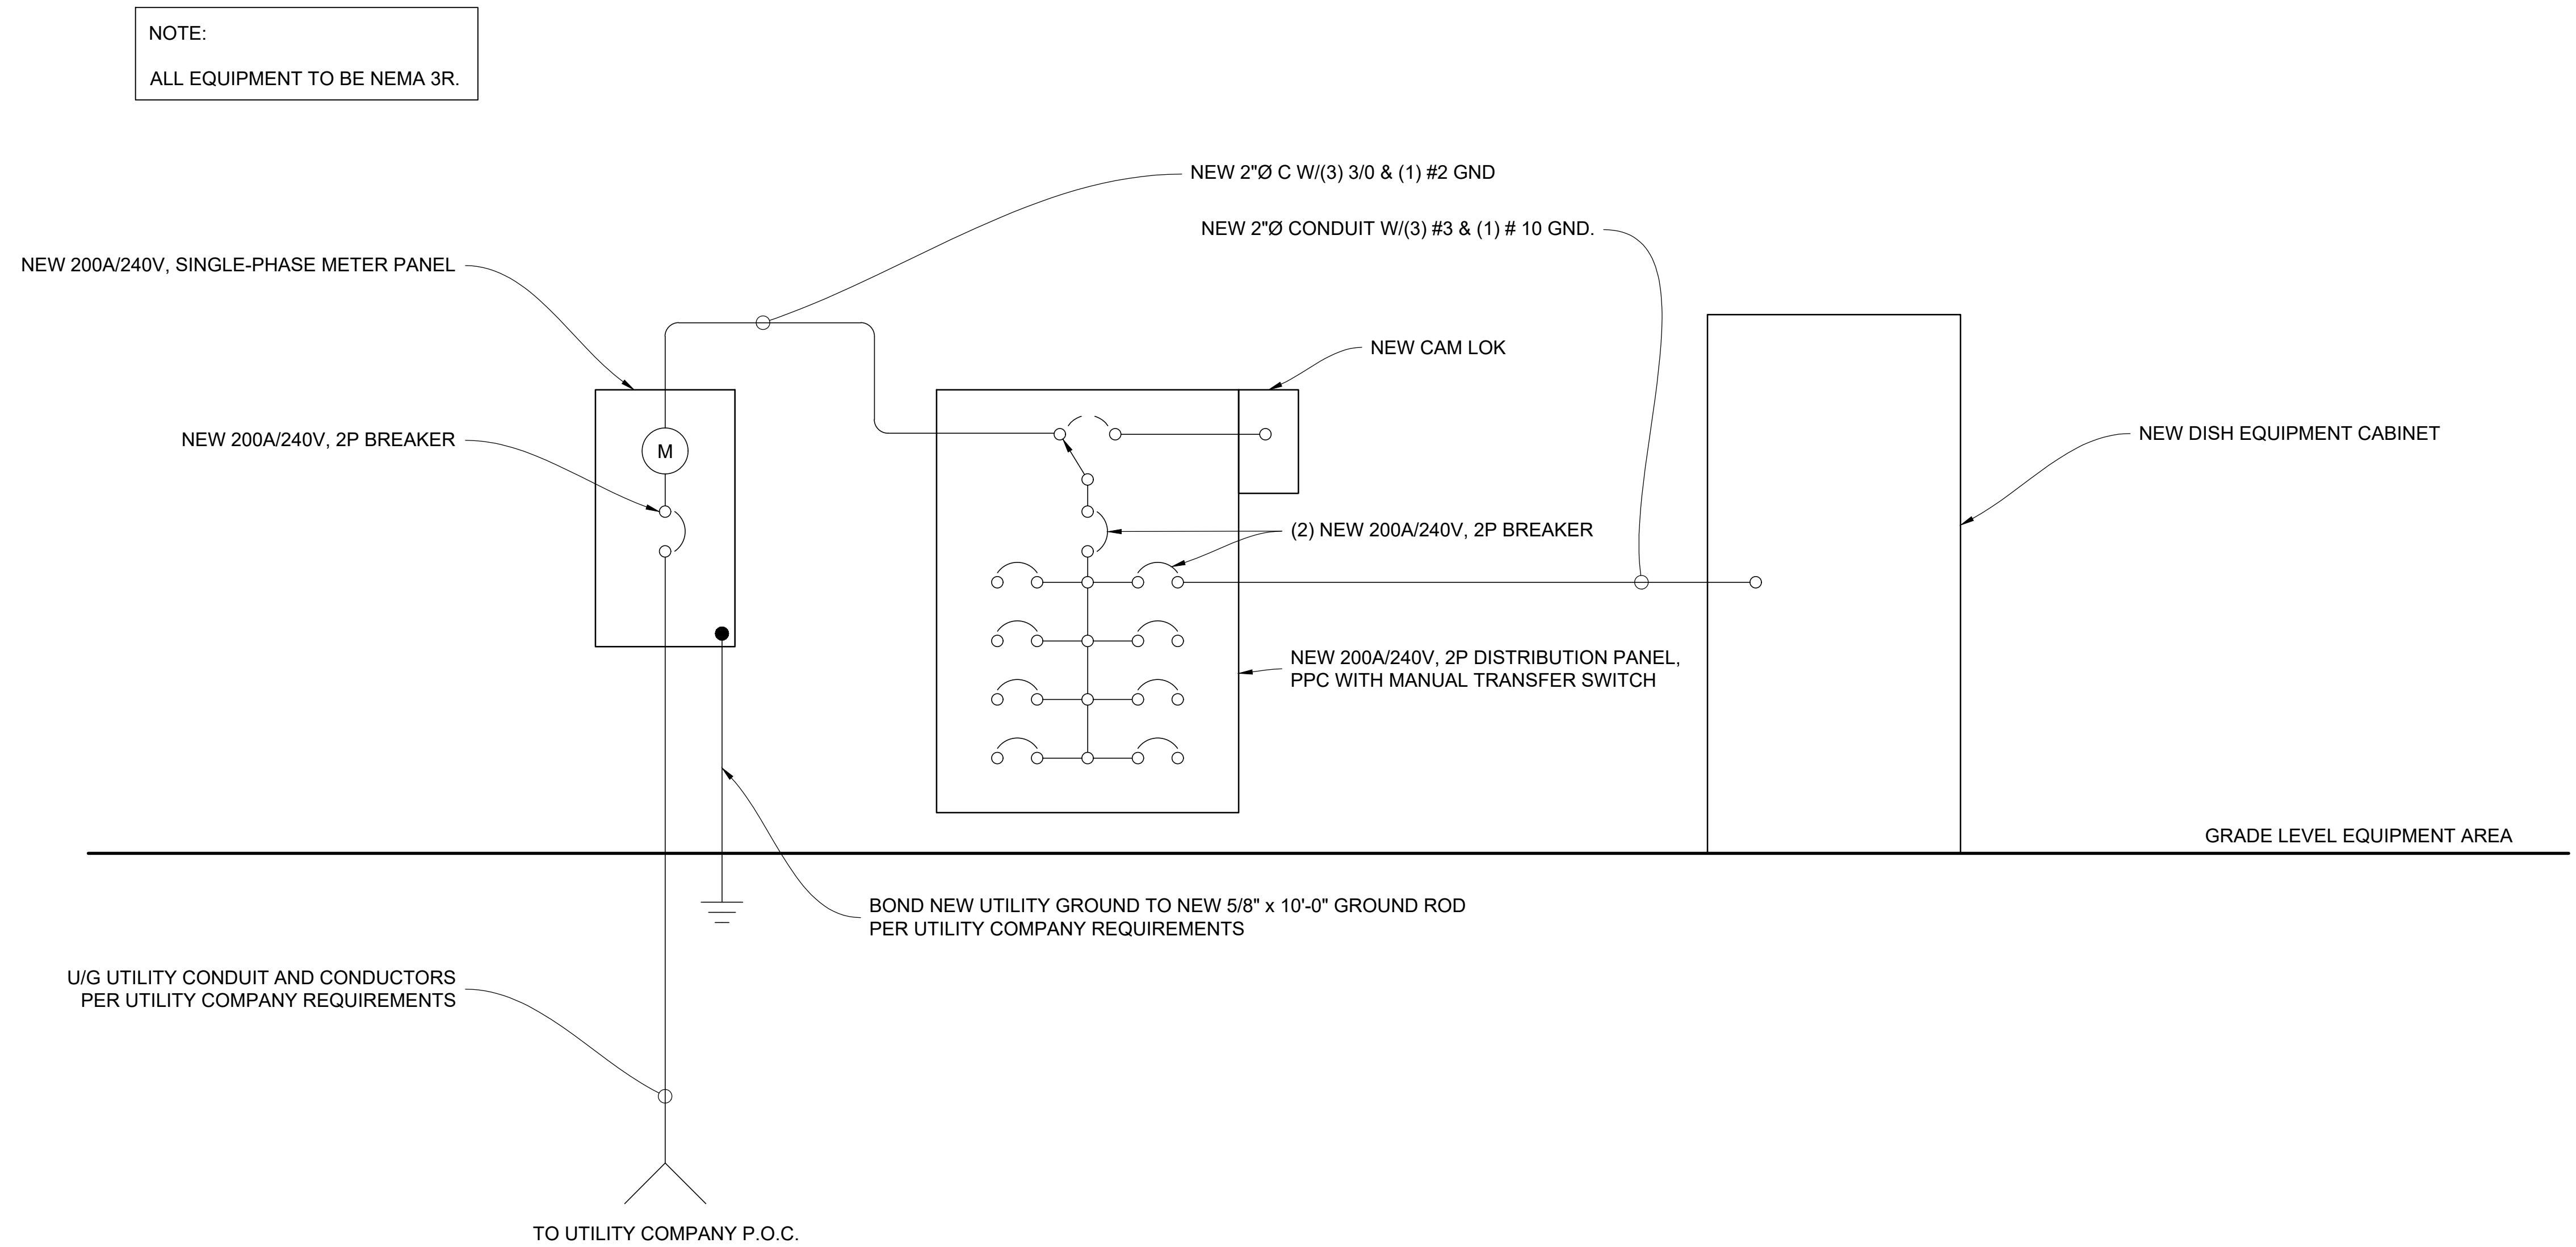 NOTE:
ALL EQUIPMENT TO BE NEMA 3R.
NEW 2"Ø C W/(3) 3/0 & (1) #2 GND
NEW 2"Ø CONDUIT W/(3) #3 & (1) # 10 GND.
NEW 200A/240V, SINGLE-PHASE METER PANEL
NEW CAM LOK
NEW 200A/240V, 2P BREAKER
M
NEW DISH EQUIPMENT CABINET
(2) NEW 200A/240V, 2P BREAKER
NEW 200A/240V, 2P DISTRIBUTION PANEL,
PPC WITH MANUAL TRANSFER SWITCH
GRADE LEVEL EQUIPMENT AREA
BOND NEW UTILITY GROUND TO NEW 5/8" x 10'-0" GROUND ROD
PER UTILITY COMPANY REQUIREMENTS
U/G UTILITY CONDUIT AND CONDUCTORS
PER UTILITY COMPANY REQUIREMENTS
TO UTILITY COMPANY P.O.C.